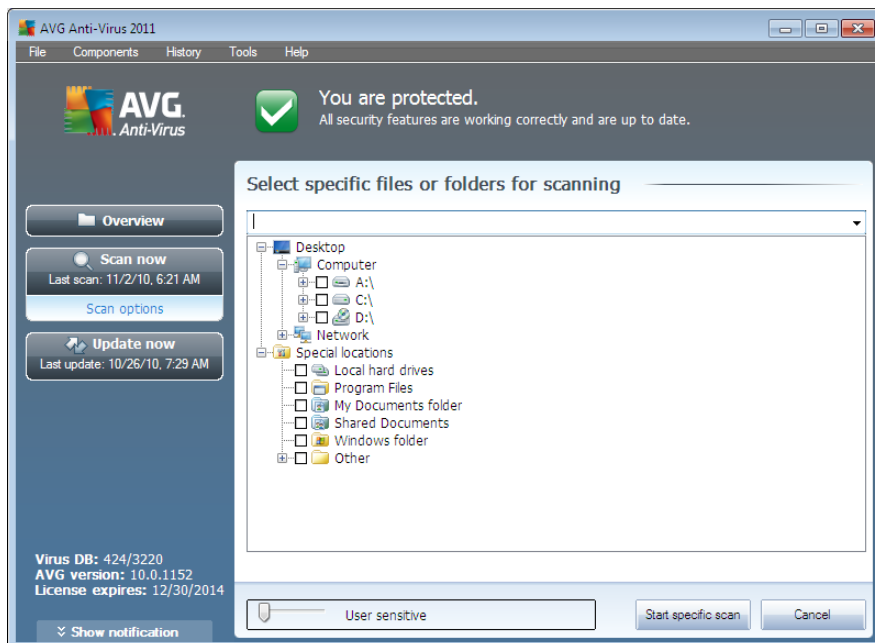 AVG Anti-Virus 2011
File Components History Tools Help
AVG.
Anti-Virus
You are protected.
All security features are working correctly and are up to date.
Overview
Scan now
Last scan: 11/2/10, 6:21 AM
Scan options
Update now
Last update: 10/26/10, 7:29 AM
Select specific files or folders for scanning
Desktop
Computer
A:\
C:\
D:\
Network
Special locations
Local hard drives
Program Files
My Documents folder
Shared Documents
Windows folder
Other
Virus DB: 424/3220
AVG version: 10.0.1152
License expires: 12/30/2014
Show notification
User sensitive
Start specific scan
Cancel